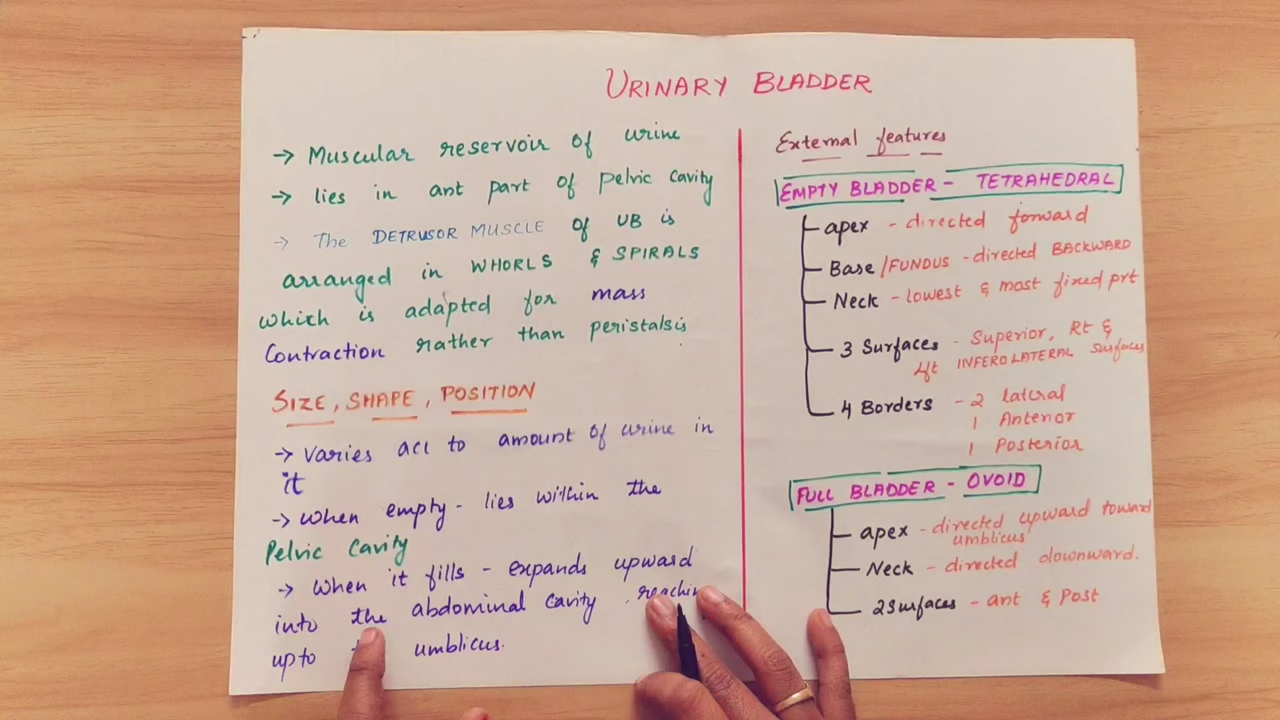 URINARY BLADDER
→ Muscular reservoir of urine
→ lies in ant part of pelvic cavity
→ The DETRUSOR MUSCLE of UB is
arranged in WHORLS & SPIRALS
which is adapted for mass
Contraction rather than peristalsis
SIZE, SHAPE, POSITION
→ Varies acc to amount of urine in
it
→ when empty - lies within the
Pelvic Cavity
→ When it fills - expands upward
into the abdominal cavity reachin
upto umblicus.
External features
EMPTY BLADDER - TETRAHEDRAL
apex - directed forward
Base/FUNDUS - directed BACKWARD
Neck - lowest & most fixed prt
3 Surfaces - Superior, Rt &
Lft INFEROLATERAL Surfaces
4 Borders - 2 lateral
1 Anterior
1 Posterior
FULL BLADDER - OVOID
apex - directed upward toward
umblicus
Neck - directed downward.
2 Surfaces - ant & Post